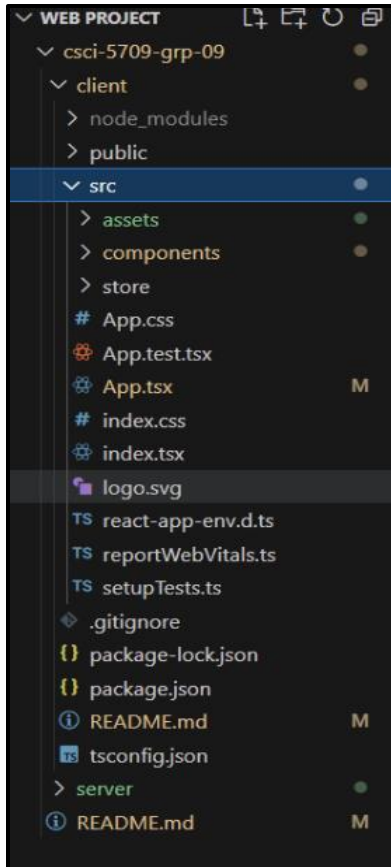 WEB PROJECT
csci-5709-grp-09
client
node_modules
public
src
assets
components
store
# App.css
App.test.tsx
App.tsx M
# index.css
index.tsx
logo.svg
TS react-app-env.d.ts
TS reportWebVitals.ts
TS setupTests.ts
.gitignore
{} package-lock.json
{} package.json
README.md M
TS tsconfig.json
server
README.md M